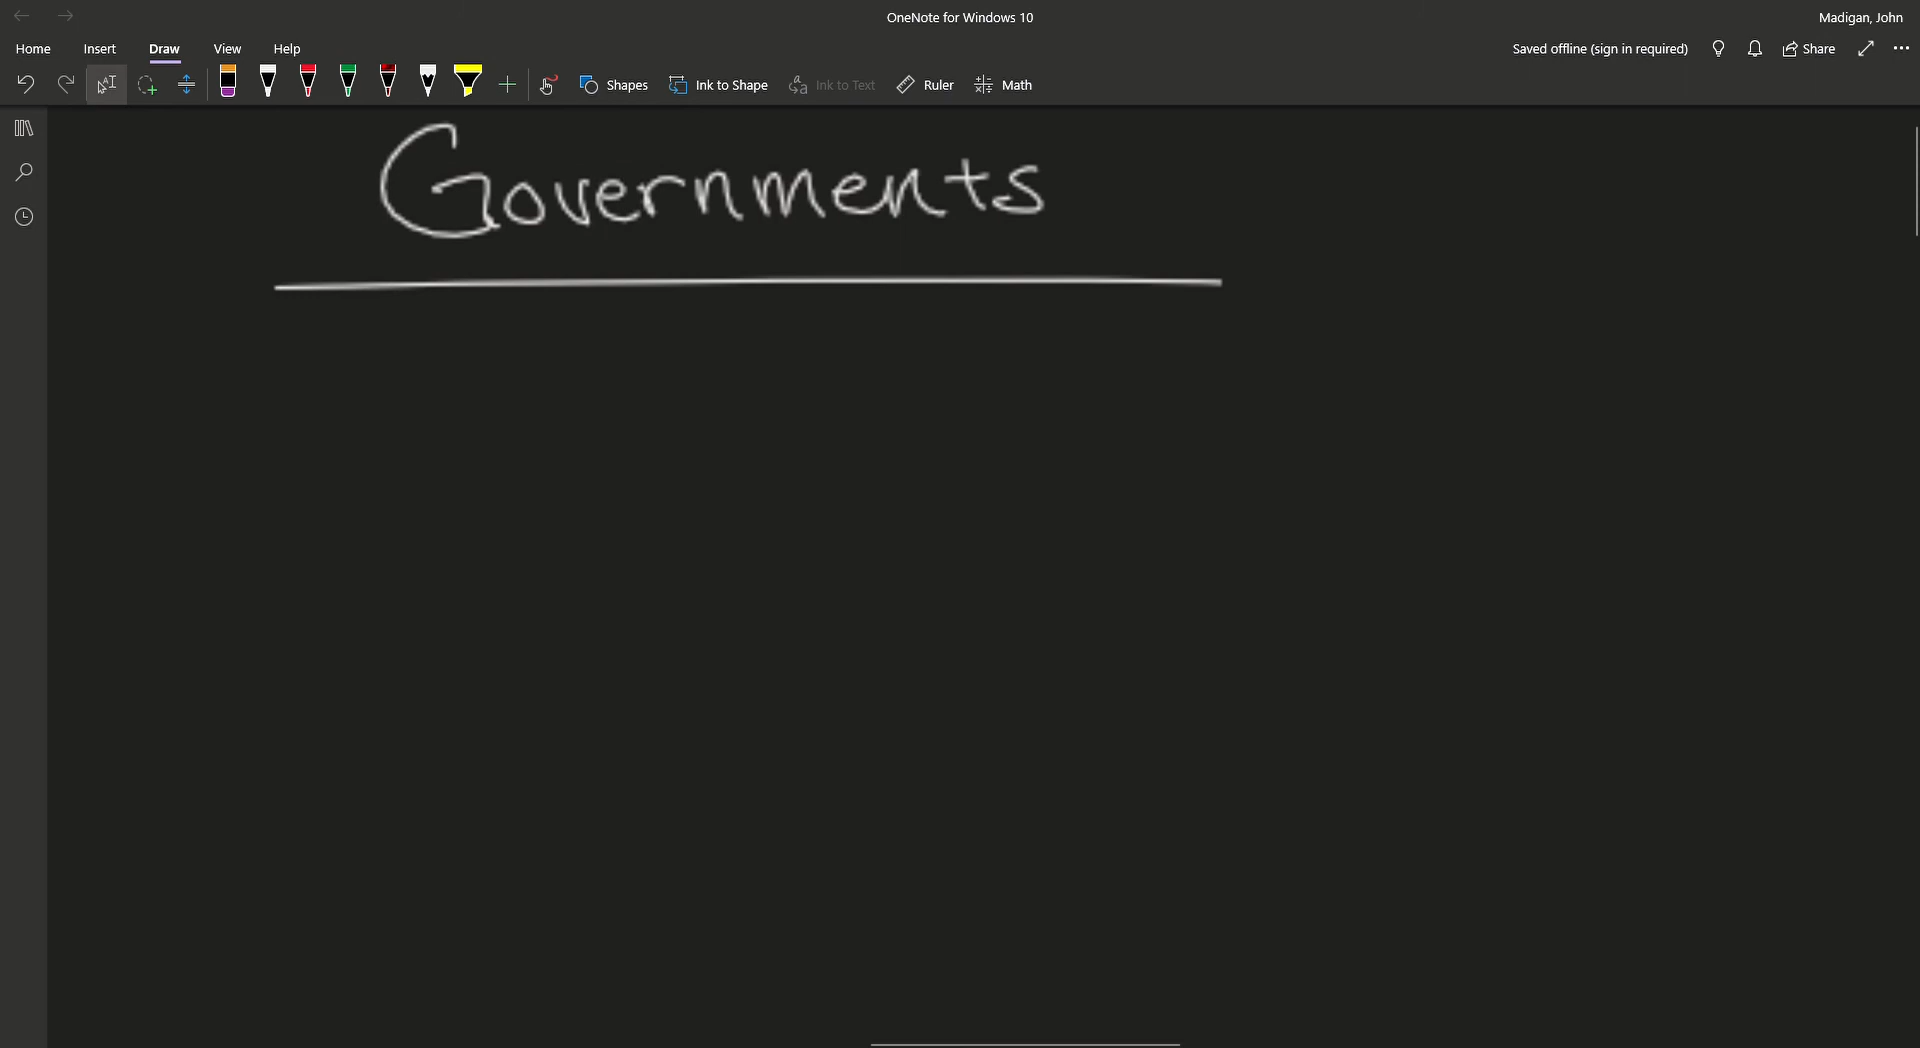 OneNote for Windows 10
Madigan, John
Home Insert Draw View Help
Saved offline (sign in required) Share
Shapes Ink to Shape Ink to Text Ruler Math
Governments